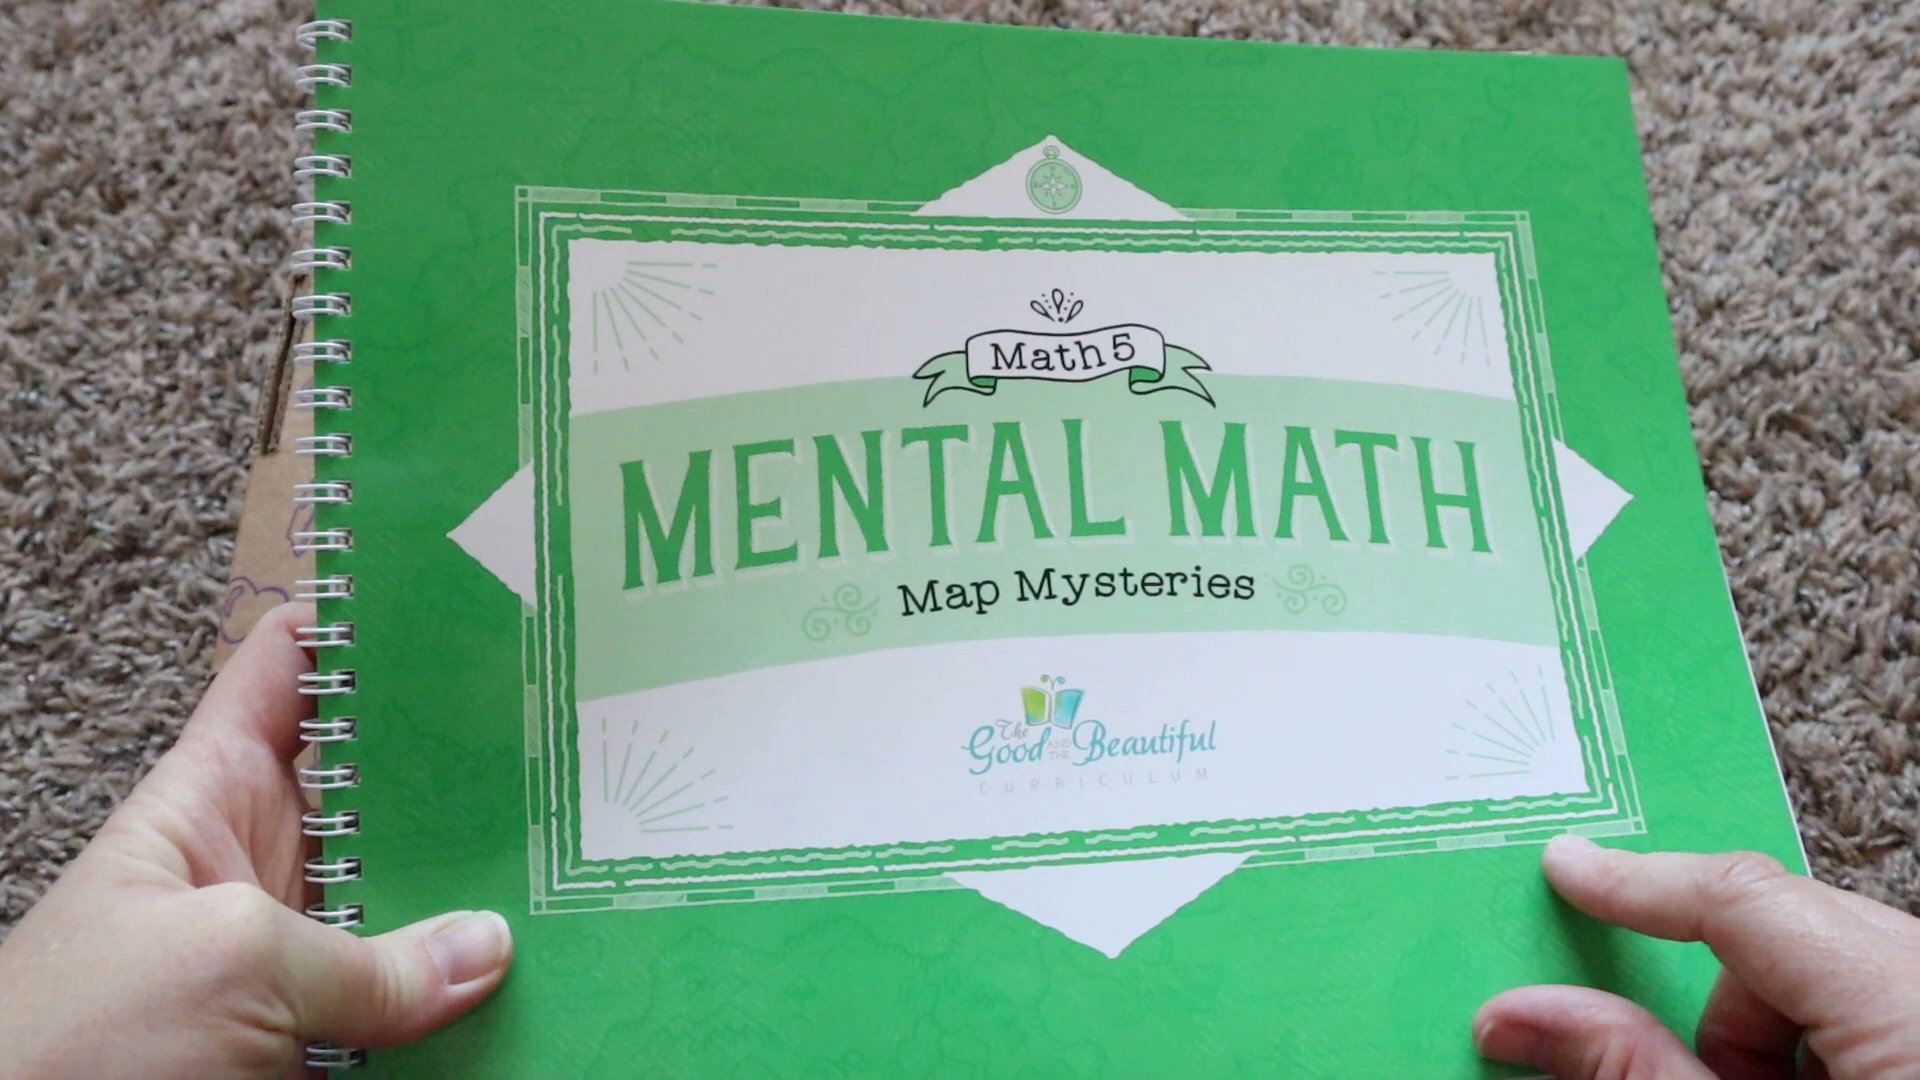 Math 5
MENTAL MATH
Map Mysteries
The Good AND THE Beautiful
CURRICULUM